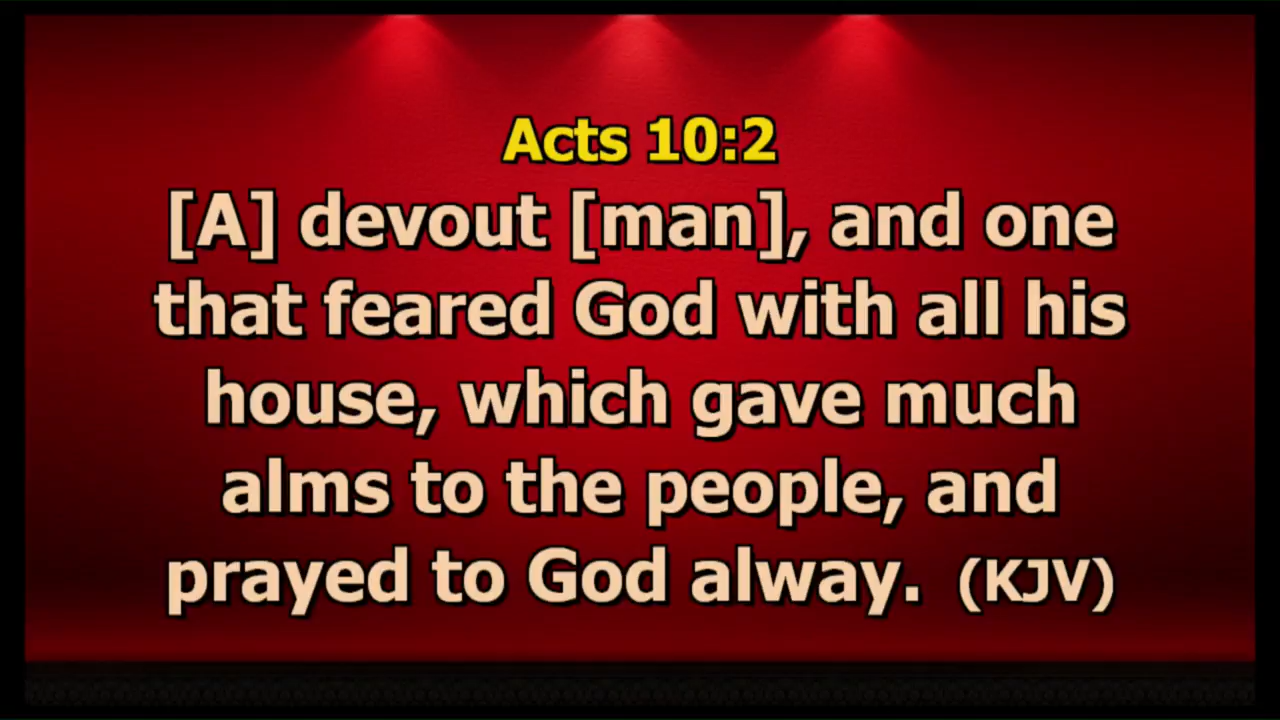 Acts 10:2
[A] devout [man], and one
that feared God with all his
house, which gave much
alms to the people, and
prayed to God alway. (KJV)